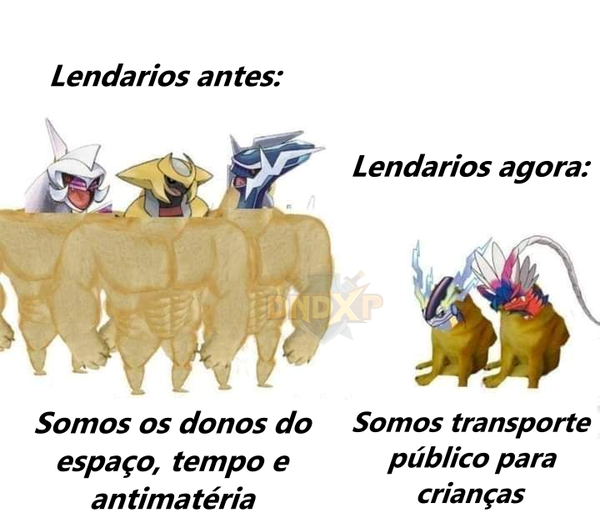 Lendarios antes:
Lendarios agora:
DNDXP
Somos os donos do
espaço, tempo e
antimatéria
Somos transporte
público para
crianças